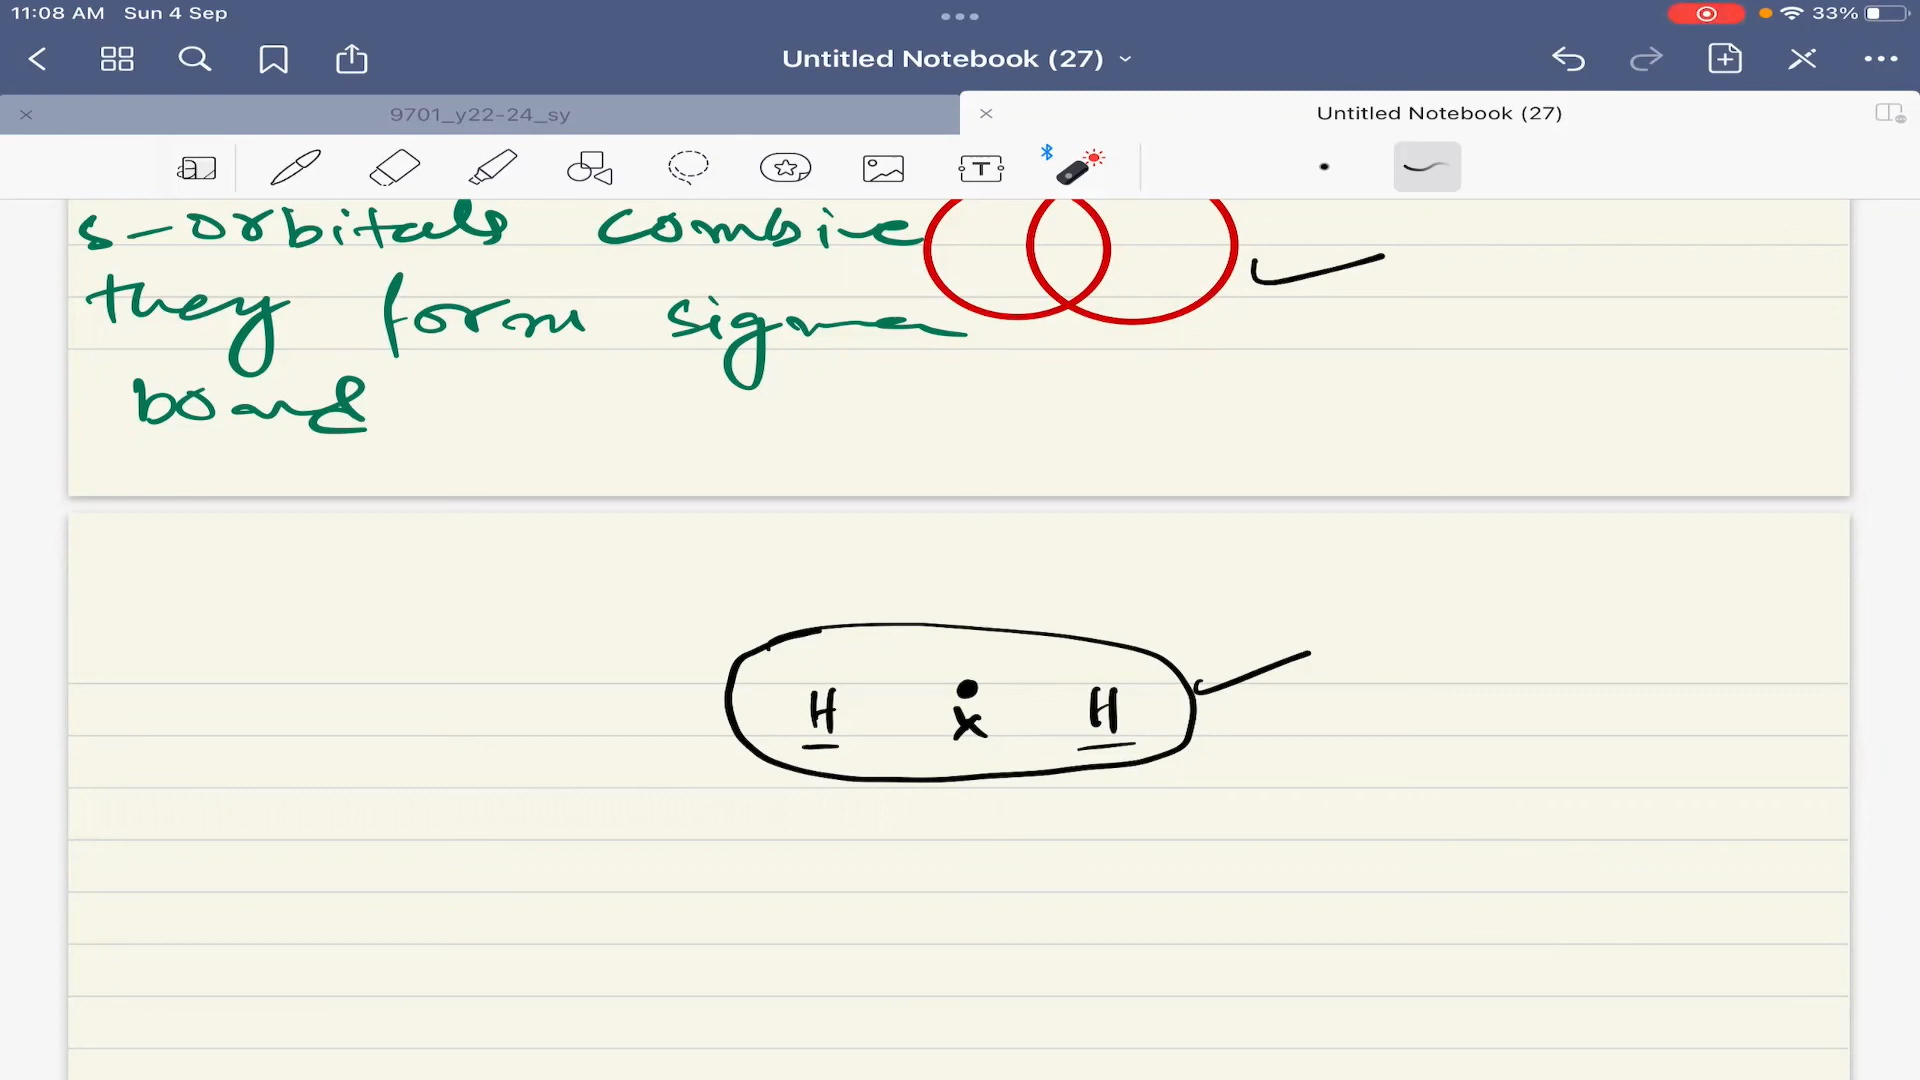 11:08 AM Sun 4 Sep
33%
Untitled Notebook (27)
9701_y22-24_sy
Untitled Notebook (27)
a
T
s-orbitals combine
they form sigma
bond
H x H